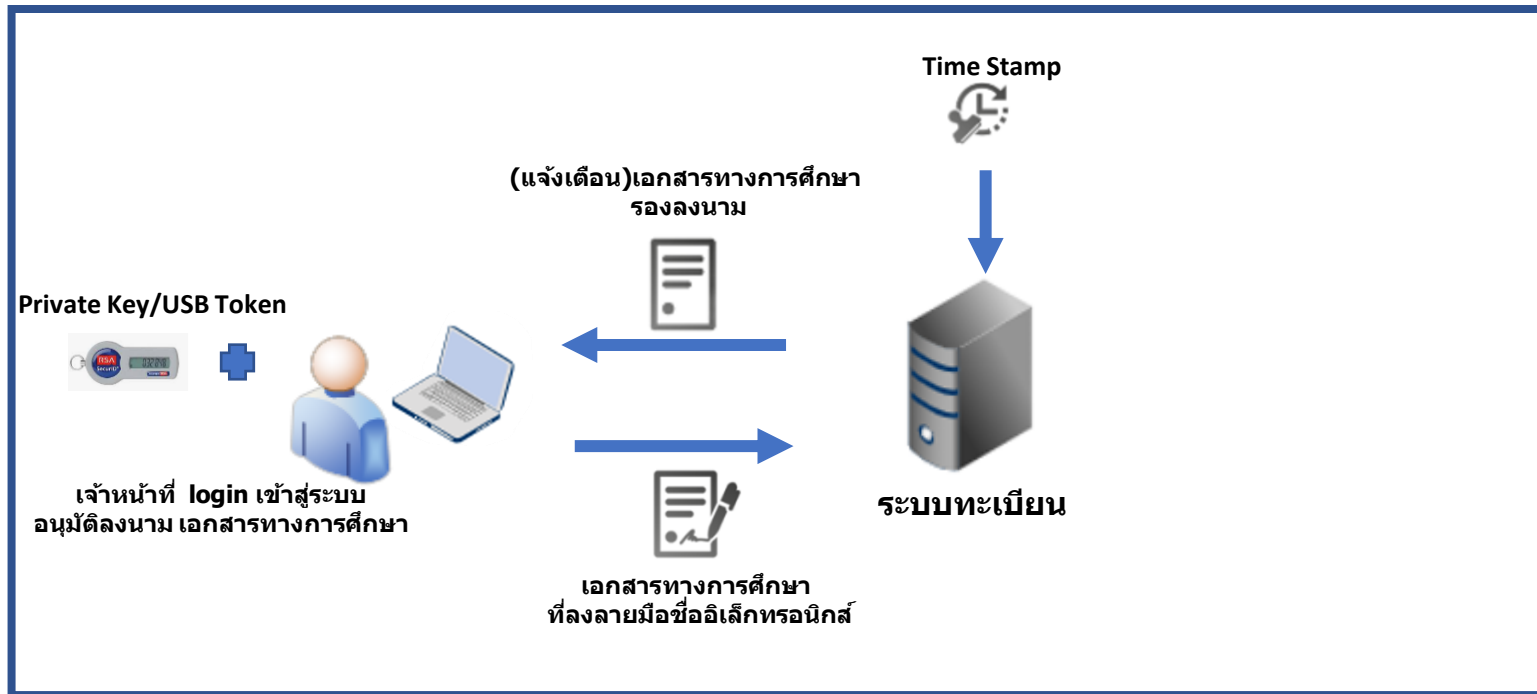 Time Stamp
(แจ้งเตือน)เอกสารทางการศึกษา
รองลงนาม
Private Key/USB Token
RSA
SecurID
เจ้าหน้าที่ login เข้าสู่ระบบ
อนุมัติลงนาม เอกสารทางการศึกษา
ระบบทะเบียน
เอกสารทางการศึกษา
ที่ลงลายมือชื่ออิเล็กทรอนิกส์